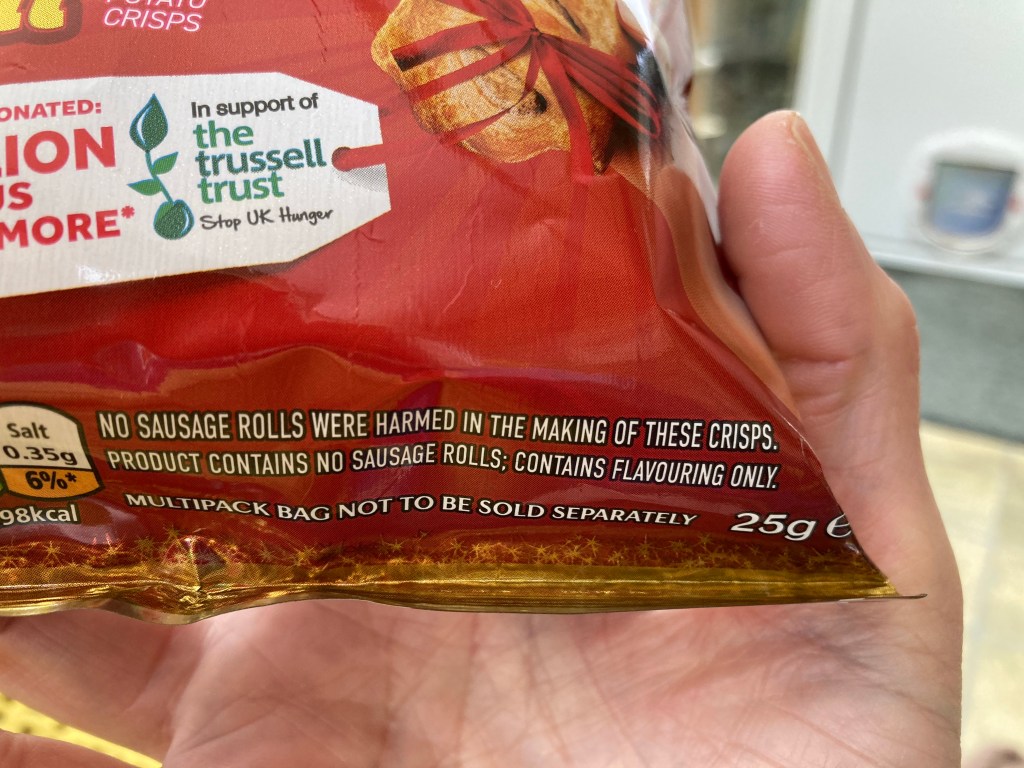 POTATO
CRISPS
ONATED:
LION
US
MORE*
In support of
the
trussell
trust
Stop UK Hunger
Salt
0.35g
6%*
98kcal
NO SAUSAGE ROLLS WERE HARMED IN THE MAKING OF THESE CRISPS.
PRODUCT CONTAINS NO SAUSAGE ROLLS; CONTAINS FLAVOURING ONLY.
MULTIPACK BAG NOT TO BE SOLD SEPARATELY
25g e